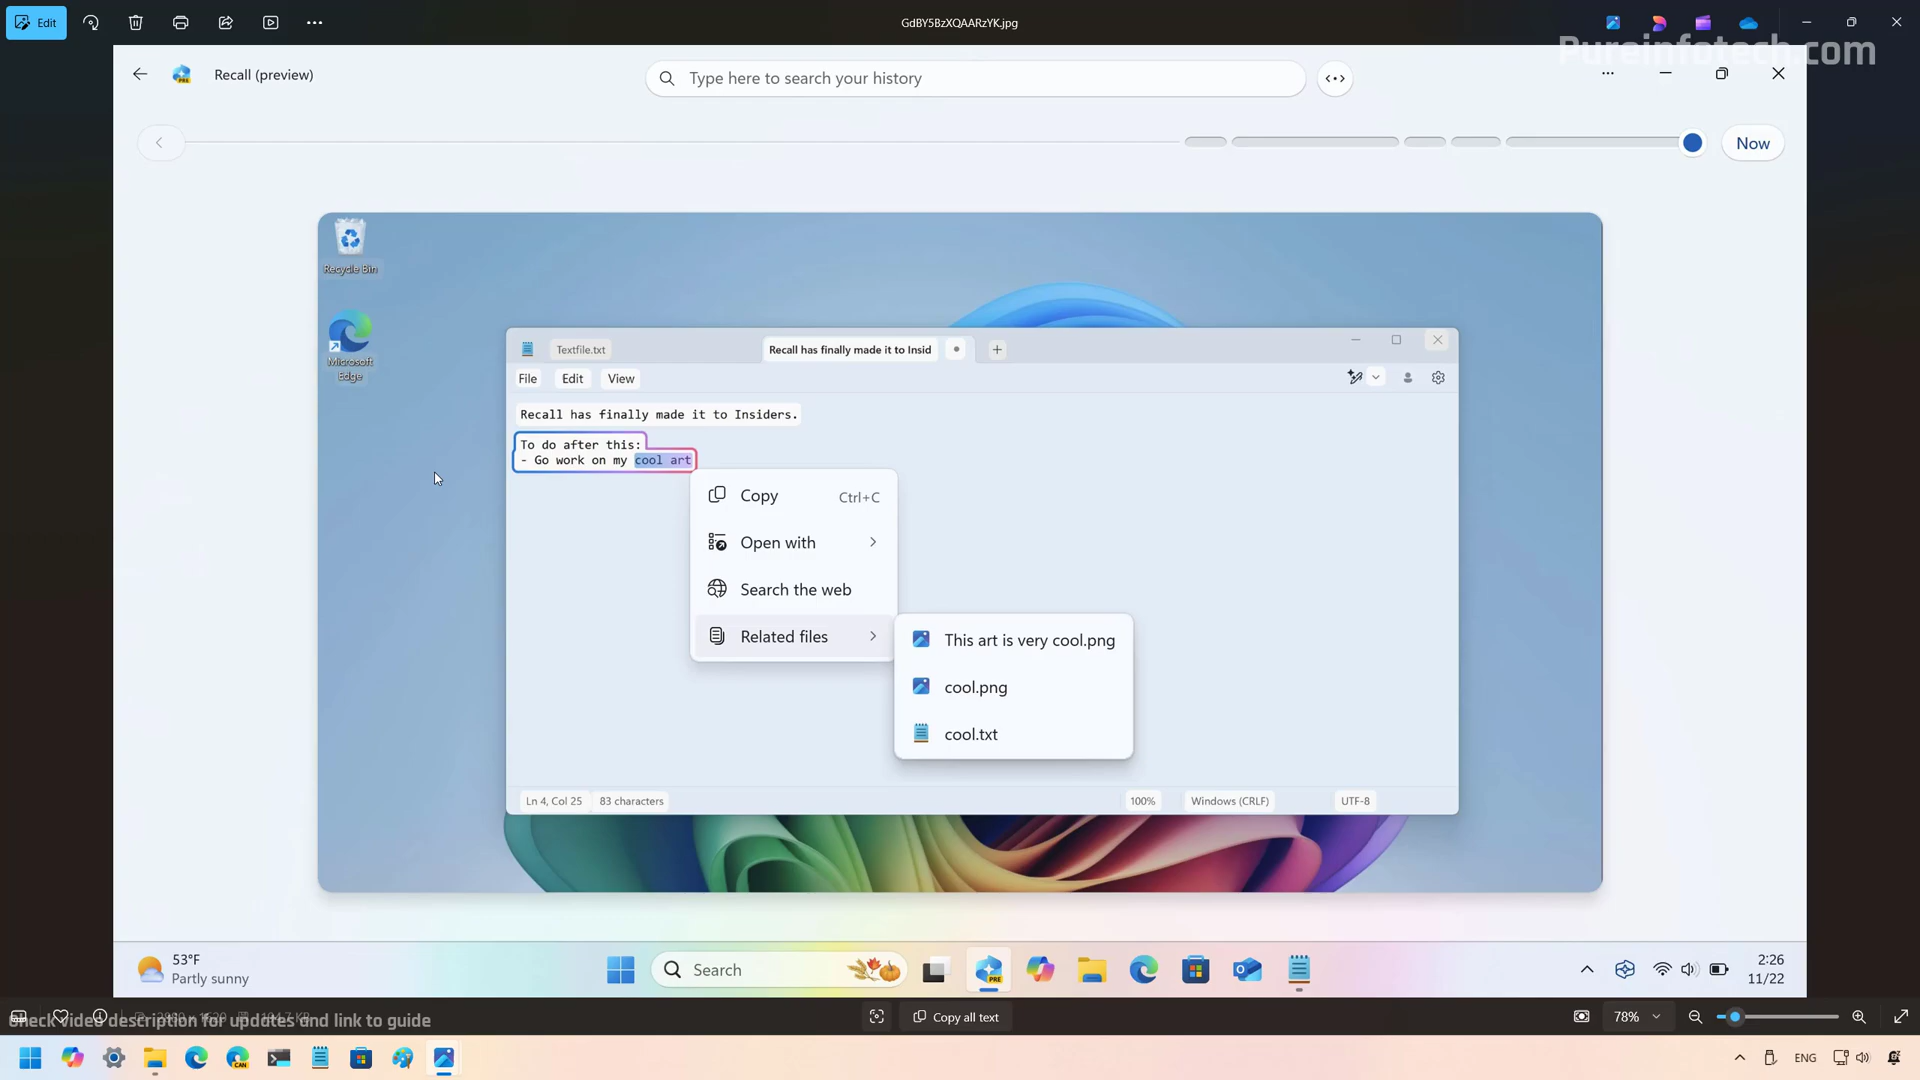 Edit
GdBY5BzXQAARzYK.jpg
Pureinfotech.com
Recall (preview)
Type here to search your history
Now
Recycle Bin
Microsoft
Edge
Textfile.txt
Recall has finally made it to Insid
File Edit View
Recall has finally made it to Insiders.
To do after this:
- Go work on my cool art
Copy Ctrl+C
Open with
Search the web
Related files
This art is very cool.png
cool.png
cool.txt
Ln 4, Col 25 83 characters 100% Windows (CRLF) UTF-8
53°F
Partly sunny
Search
PRE
2:26
11/22
Check video description for updates and link to guide
Copy all text
78%
CAN
ENG